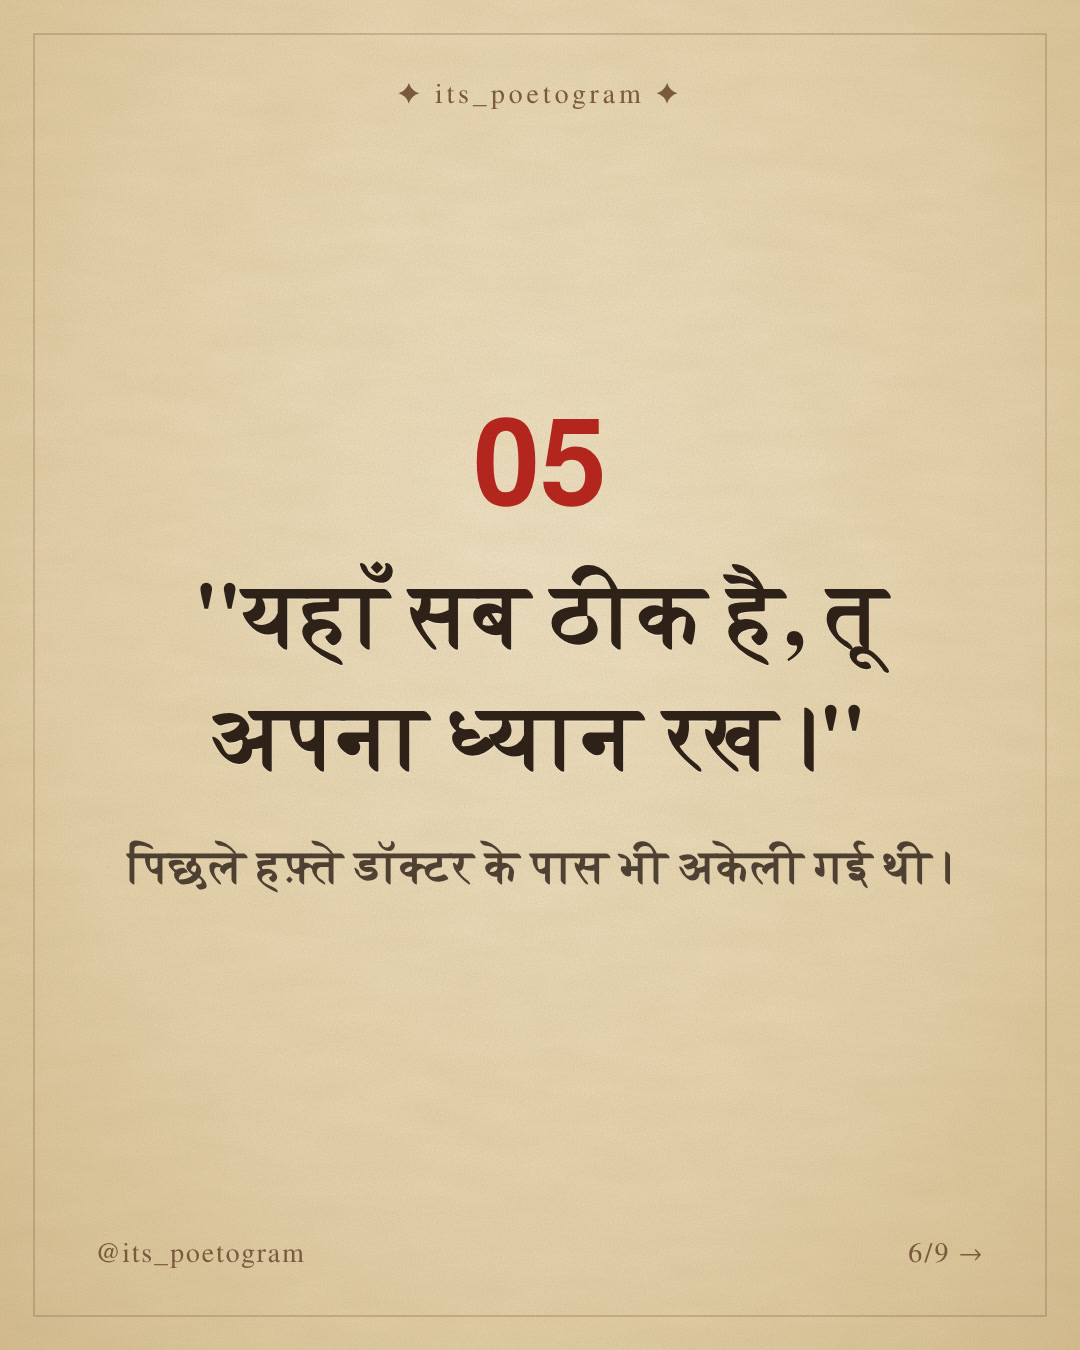 ✦ its_poetogram ✦
05
"यहाँ सब ठीक है, तू
अपना ध्यान रख।"
पिछले हफ़्ते डॉक्टर के पास भी अकेली गई थी।
@its_poetogram
6/9 →